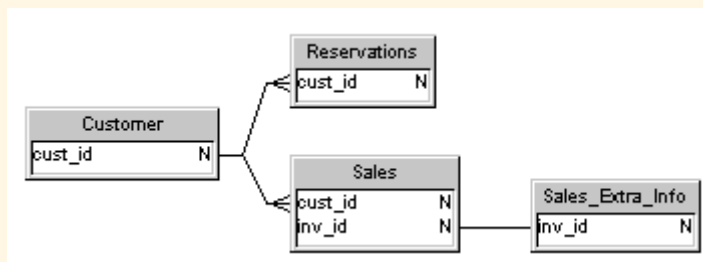 Reservations
cust_id N
Customer
cust_id N
Sales
cust_id N
inv_id N
Sales_Extra_Info
inv_id N